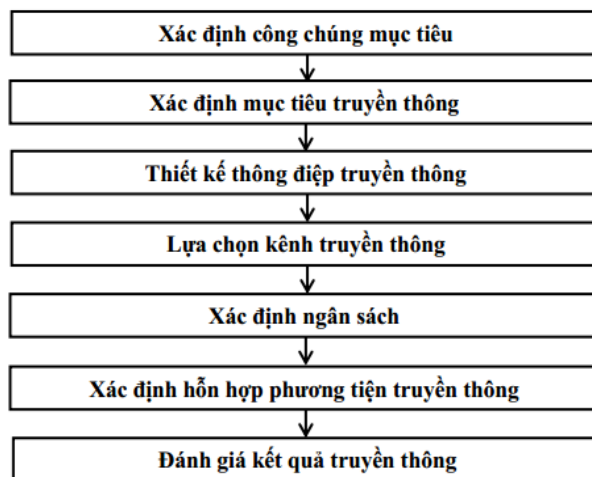 Xác định công chúng mục tiêu
Xác định mục tiêu truyền thông
Thiết kế thông điệp truyền thông
Lựa chọn kênh truyền thông
Xác định ngân sách
Xác định hỗn hợp phương tiện truyền thông
Đánh giá kết quả truyền thông